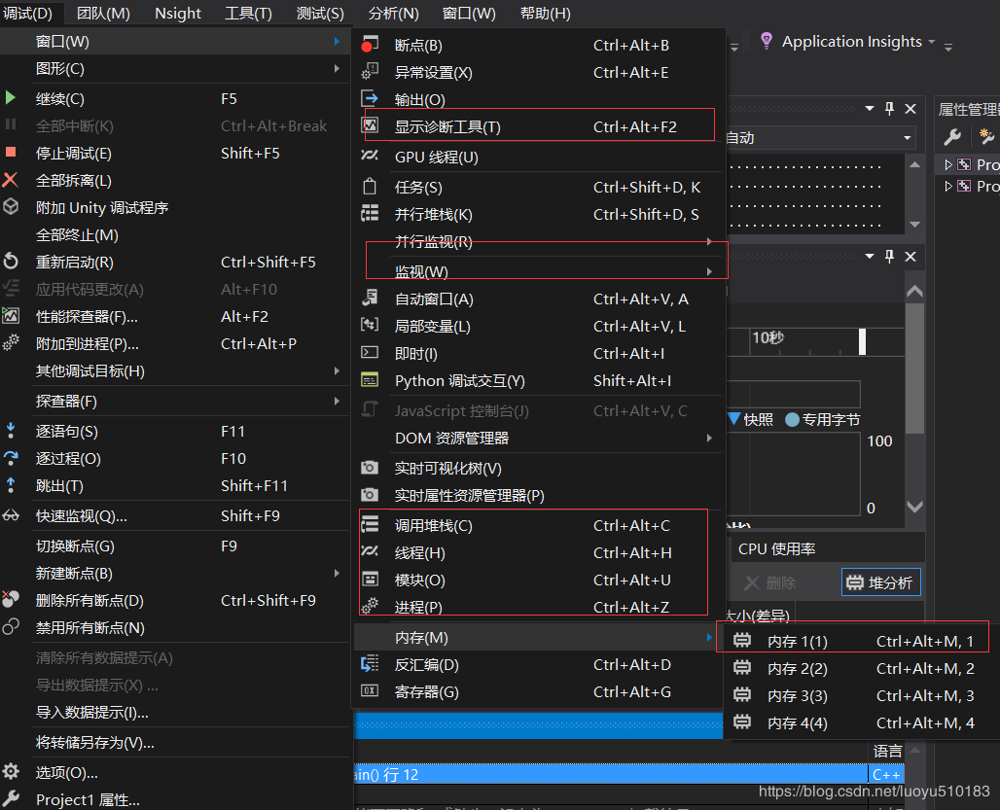 调试(D) 团队(M) Nsight 工具(T) 测试(S) 分析(N) 窗口(W) 帮助(H)
窗口(W)
图形(C)
继续(C) F5
全部中断(K) Ctrl+Alt+Break
停止调试(E) Shift+F5
全部拆离(L)
附加 Unity 调试程序
全部终止(M)
重新启动(R) Ctrl+Shift+F5
应用代码更改(A) Alt+F10
性能探查器(F)... Alt+F2
附加到进程(P)... Ctrl+Alt+P
其他调试目标(H)
探查器(F)
逐语句(S) F11
逐过程(O) F10
跳出(T) Shift+F11
快速监视(Q)... Shift+F9
切换断点(G) F9
新建断点(B)
删除所有断点(D) Ctrl+Shift+F9
禁用所有断点(N)
清除所有数据提示(A)
导出数据提示(X) ...
导入数据提示(I)...
将转储另存为(V)...
选项(O)...
Project1 属性...
断点(B) Ctrl+Alt+B
异常设置(X) Ctrl+Alt+E
输出(O)
显示诊断工具(T) Ctrl+Alt+F2
GPU 线程(U)
任务(S) Ctrl+Shift+D, K
并行堆栈(K) Ctrl+Shift+D, S
并行监视(R)
监视(W)
自动窗口(A) Ctrl+Alt+V, A
局部变量(L) Ctrl+Alt+V, L
即时(I) Ctrl+Alt+I
Python 调试交互(Y) Shift+Alt+I
JavaScript 控制台(J) Ctrl+Alt+V, C
DOM 资源管理器
实时可视化树(V)
实时属性资源管理器(P)
调用堆栈(C) Ctrl+Alt+C
线程(H) Ctrl+Alt+H
模块(O) Ctrl+Alt+U
进程(P) Ctrl+Alt+Z
内存(M)
反汇编(D) Ctrl+Alt+D
寄存器(G) Ctrl+Alt+G
内存 1(1) Ctrl+Alt+M, 1
内存 2(2) Ctrl+Alt+M, 2
内存 3(3) Ctrl+Alt+M, 3
内存 4(4) Ctrl+Alt+M, 4
Application Insights
自动
属性管理器
Pro
Pro
10秒
快照 专用字节
100
0
CPU 使用率
删除 堆分析
大小(差异)
语言
ain() 行 12 C++
https://blog.csdn.net/luoyu510183